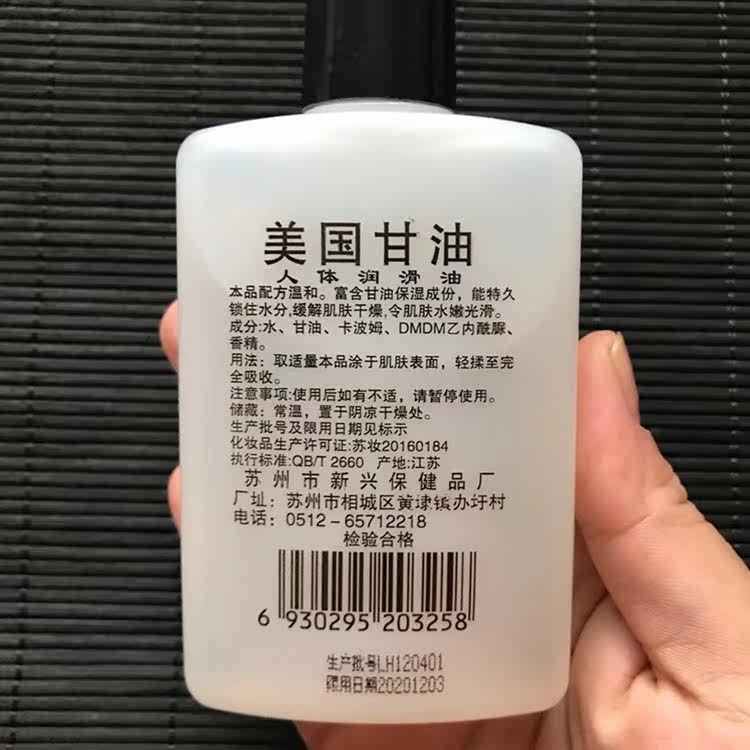 美国甘油
人体润滑油
本品配方温和。富含甘油保湿成份，能特久
锁住水分,缓解肌肤干燥,令肌肤水嫩光滑。
成分:水、甘油、卡波姆、DMDM乙内酰脲、
香精。
用法：取适量本品涂于肌肤表面，轻揉至完
全吸收。
注意事项:使用后如有不适，请暂停使用。
储藏：常温，置于阴凉干燥处。
生产批号及限用日期见标示
化妆品生产许可证:苏妆20160184
执行标准:QB/T 2660 产地:江苏
苏州市新兴保健品厂
厂址：苏州市相城区黄埭镇办圩村
电话：0512－65712218
检验合格
6 930295 203258
生产批号LH120401
限用日期20201203